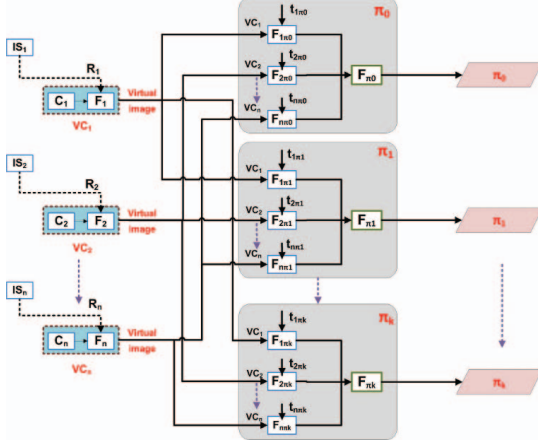 IS1
R1
C1 F1
VC1
Virtual image
IS2
R2
C2 F2
VC2
Virtual image
ISn
Rn
Cn Fn
VCn
Virtual image
π0
t1π0
VC1
F1π0
t2π0
VC2
F2π0
tnπ0
VCn
Fnπ0
Fπ0
π0
π1
t1π1
VC1
F1π1
t2π1
VC2
F2π1
tnπ1
VCn
Fnπ1
Fπ1
π1
πk
t1πk
VC1
F1πk
t2πk
VC2
F2πk
tnπk
VCn
Fnπk
Fπk
πk